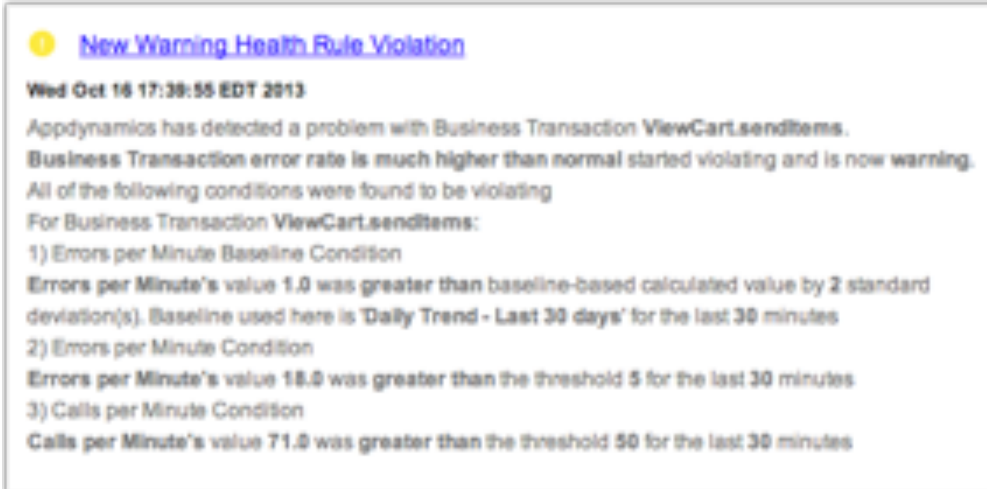 New Warning Health Rule Violation
Wed Oct 16 17:39:55 EDT 2013
Appdynamics has detected a problem with Business Transaction ViewCart.sendItems.
Business Transaction error rate is much higher than normal started violating and is now warning.
All of the following conditions were found to be violating
For Business Transaction ViewCart.sendItems:
1) Errors per Minute Baseline Condition
Errors per Minute's value 1.0 was greater than baseline-based calculated value by 2 standard
deviation(s). Baseline used here is 'Daily Trend - Last 30 days' for the last 30 minutes
2) Errors per Minute Condition
Errors per Minute's value 18.0 was greater than the threshold 5 for the last 30 minutes
3) Calls per Minute Condition
Calls per Minute's value 71.0 was greater than the threshold 50 for the last 30 minutes